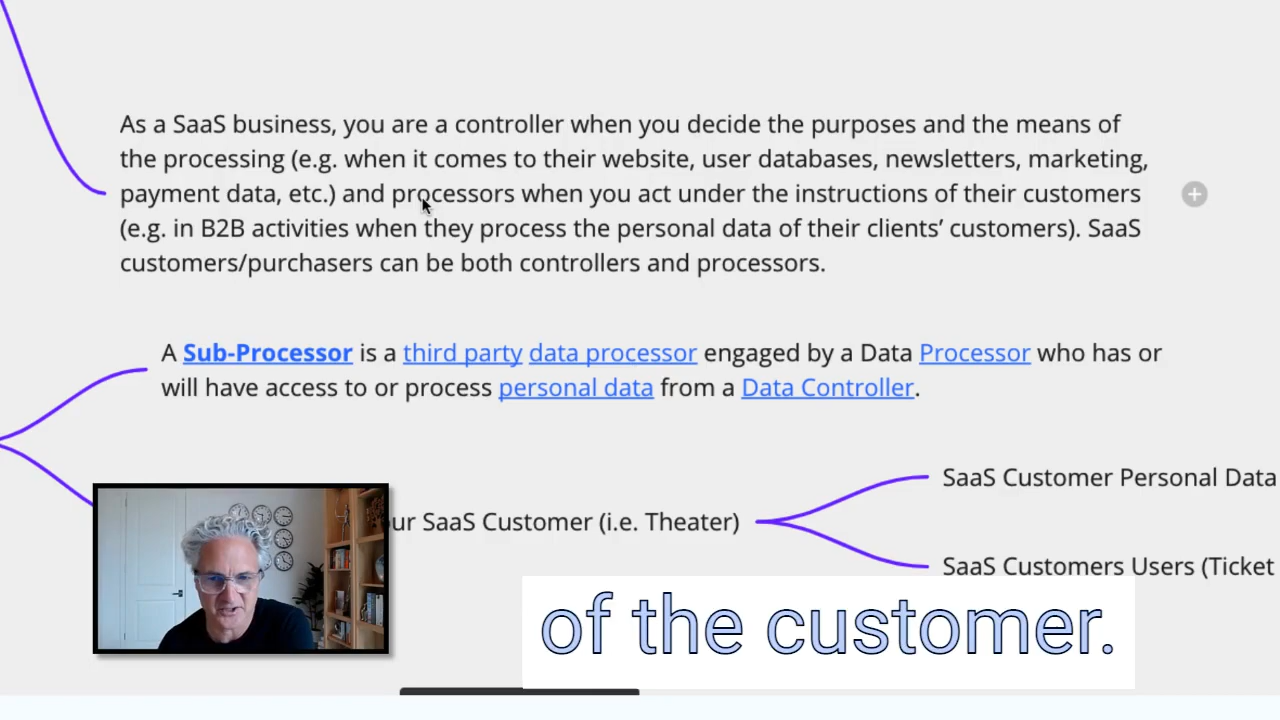 As a SaaS business, you are a controller when you decide the purposes and the means of
the processing (e.g. when it comes to their website, user databases, newsletters, marketing,
payment data, etc.) and processors when you act under the instructions of their customers
(e.g. in B2B activities when they process the personal data of their clients’ customers). SaaS
customers/purchasers can be both controllers and processors.
A Sub-Processor is a third party data processor engaged by a Data Processor who has or
will have access to or process personal data from a Data Controller.
SaaS Customer Personal Data
ur SaaS Customer (i.e. Theater)
SaaS Customers Users (Ticket
of the customer.